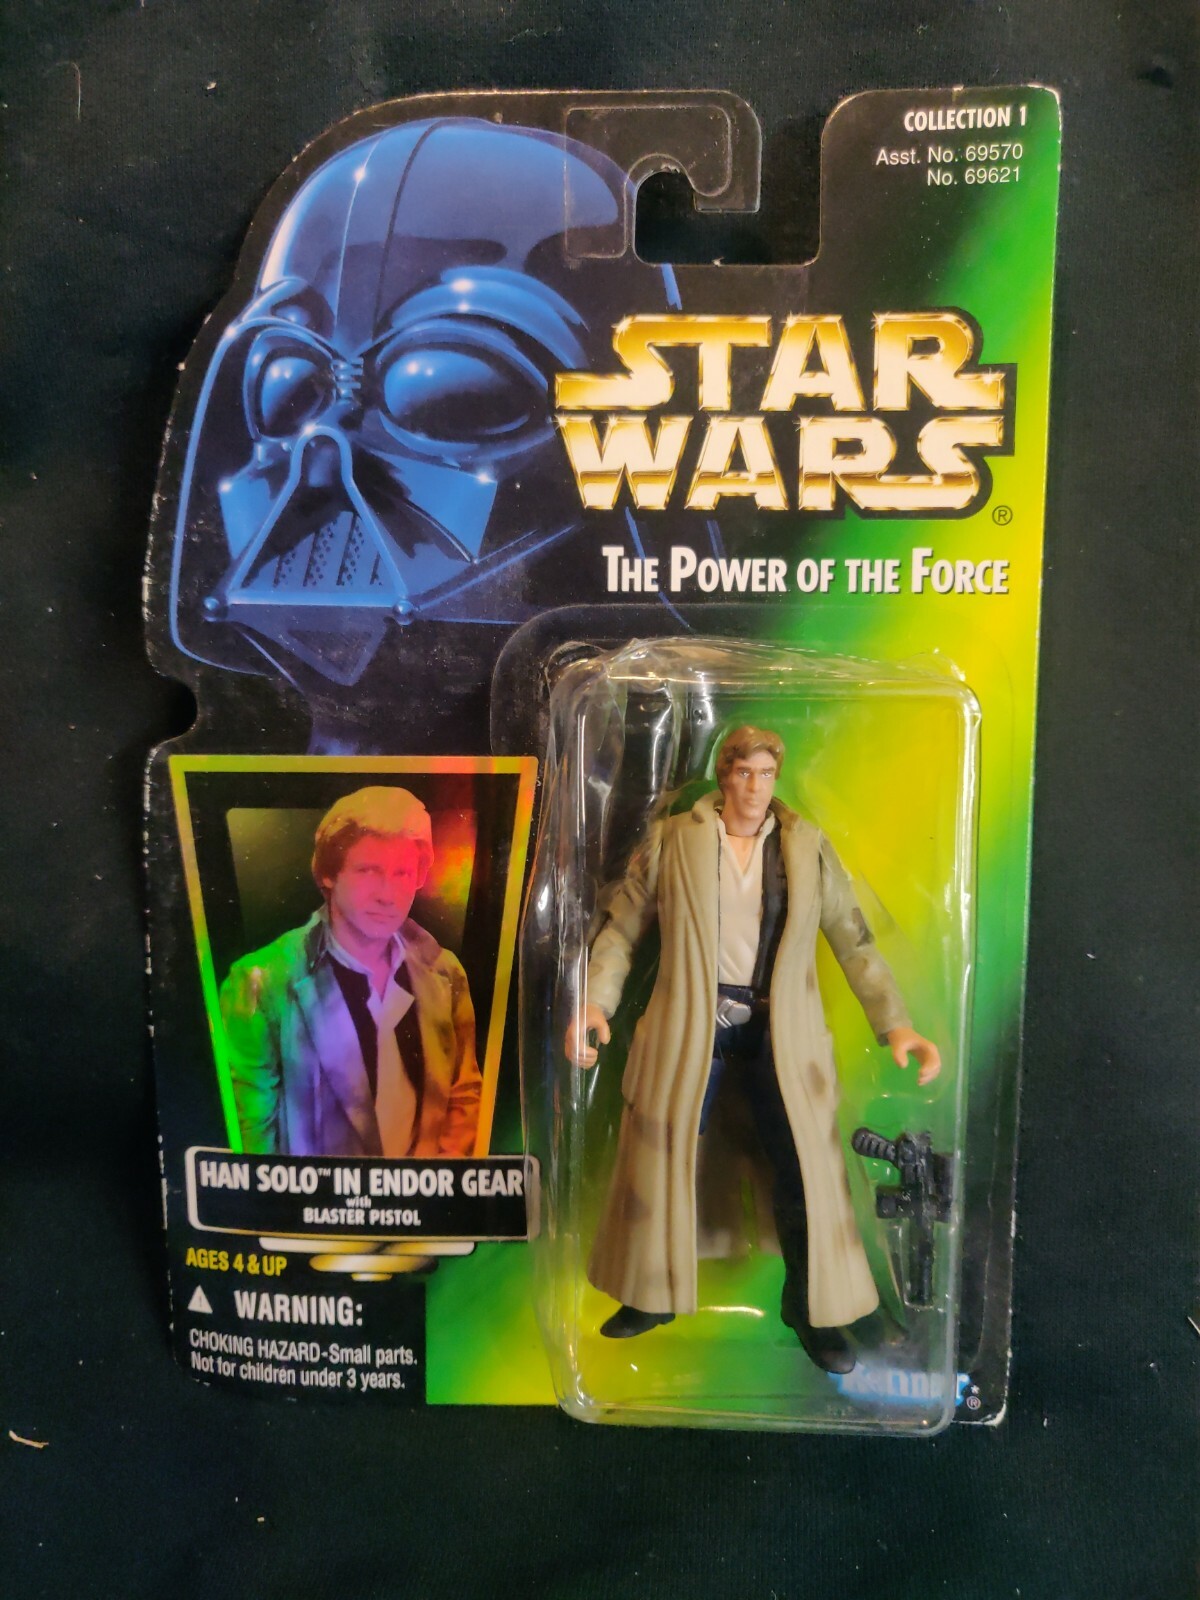 COLLECTION 1
Asst. No. 69570
No. 69621
STAR
WARS®
THE POWER OF THE FORCE
HAN SOLO™ IN ENDOR GEAR
with
BLASTER PISTOL
AGES 4 & UP
WARNING:
CHOKING HAZARD-Small parts.
Not for children under 3 years.
Kenner®